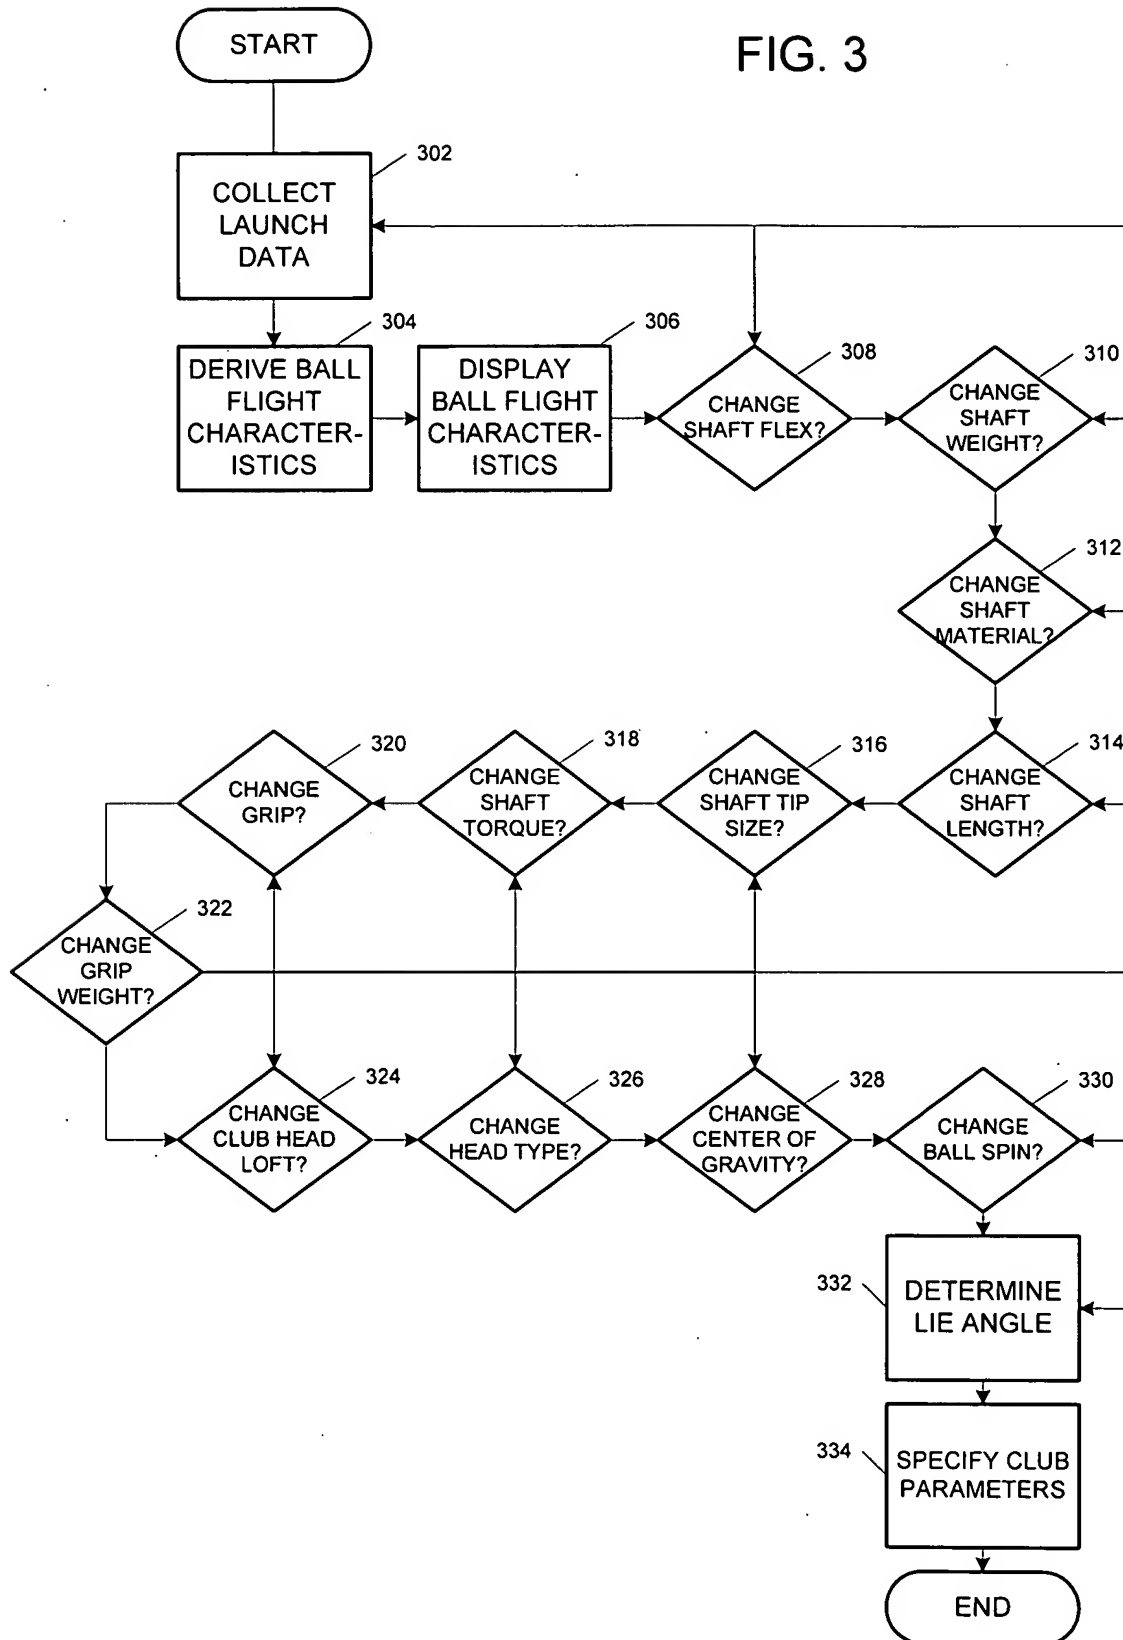 START
FIG. 3
302
COLLECT
LAUNCH
DATA
304
DERIVE BALL
FLIGHT
CHARACTER-
ISTICS
306
DISPLAY
BALL FLIGHT
CHARACTER-
ISTICS
308
CHANGE
SHAFT FLEX?
310
CHANGE
SHAFT
WEIGHT?
312
CHANGE
SHAFT
MATERIAL?
314
CHANGE
SHAFT
LENGTH?
316
CHANGE
SHAFT TIP
SIZE?
318
CHANGE
SHAFT
TORQUE?
320
CHANGE
GRIP?
322
CHANGE
GRIP
WEIGHT?
324
CHANGE
CLUB HEAD
LOFT?
326
CHANGE
HEAD TYPE?
328
CHANGE
CENTER OF
GRAVITY?
330
CHANGE
BALL SPIN?
332
DETERMINE
LIE ANGLE
334
SPECIFY CLUB
PARAMETERS
END